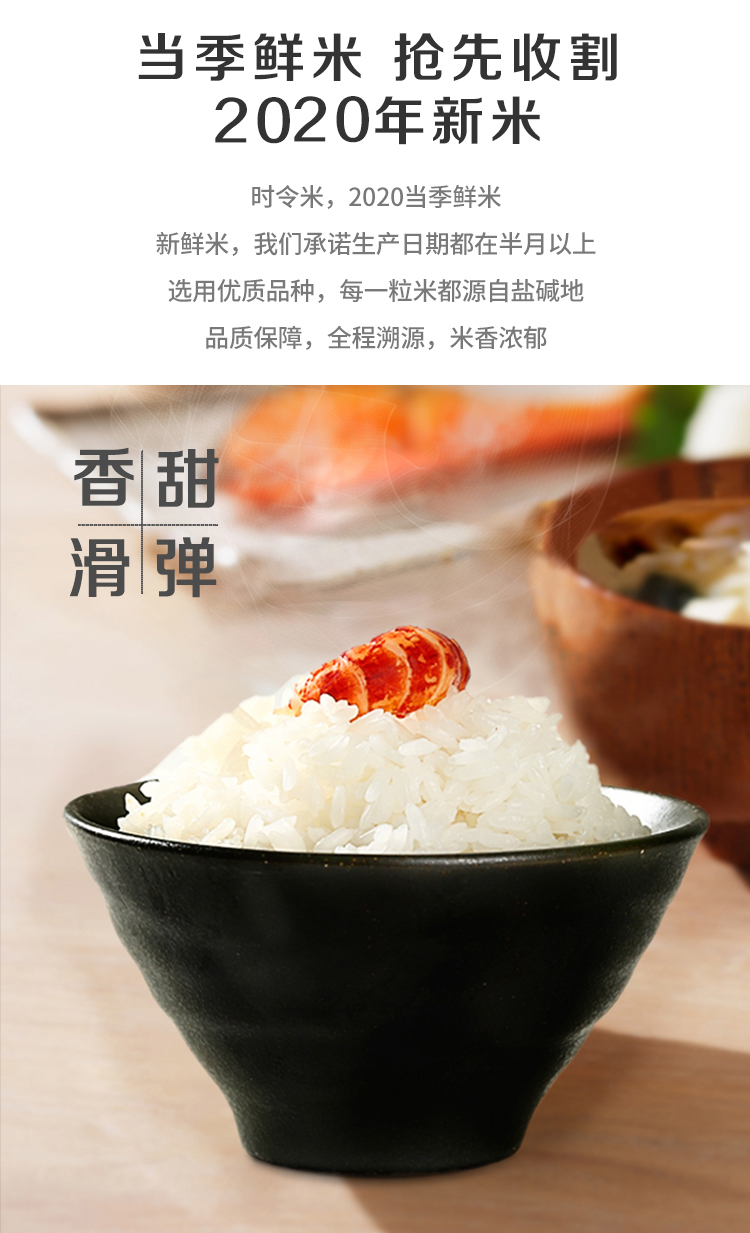 当季鲜米 抢先收割
2020年新米
时令米，2020当季鲜米
新鲜米，我们承诺生产日期都在半月以上
选用优质品种，每一粒米都源自盐碱地
品质保障，全程溯源，米香浓郁
香甜
滑弹